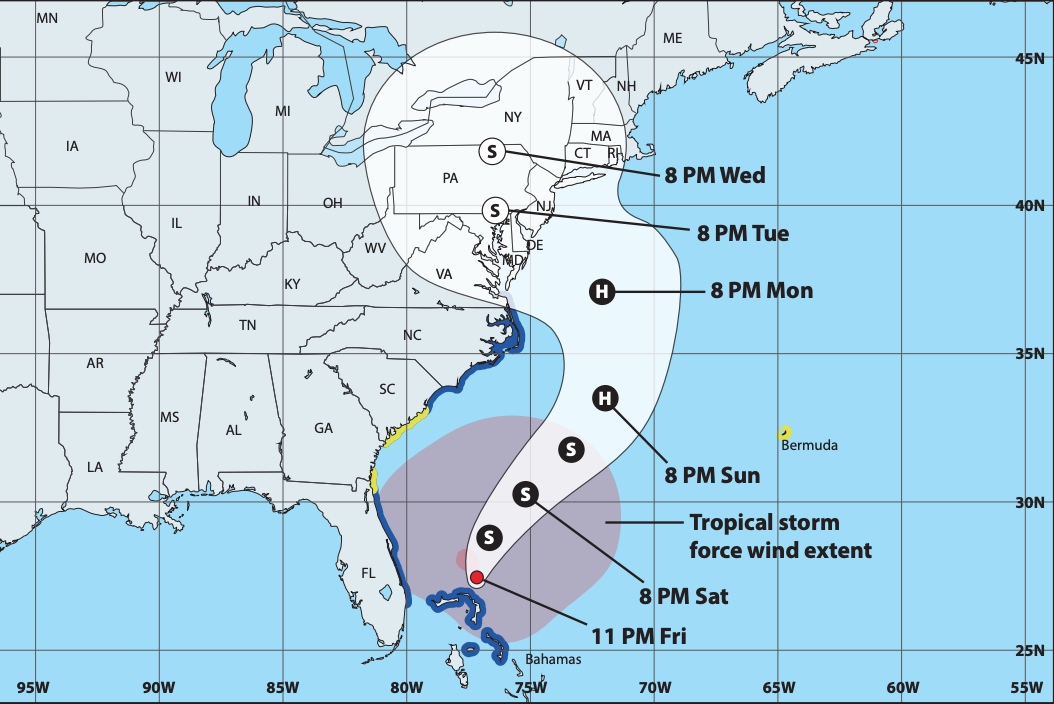 MN
ME
45N
WI
VT
NH
MI
NY
MA
IA
CT
RI
S
8 PM Wed
PA
IN
OH
40N
S
NJ
8 PM Tue
IL
DE
WV
MD
MO
VA
KY
H
8 PM Mon
TN
NC
35N
AR
SC
H
MS
AL
GA
Bermuda
S
LA
8 PM Sun
S
30N
Tropical storm
force wind extent
S
FL
8 PM Sat
11 PM Fri
25N
Bahamas
95W
90W
85W
80W
75W
70W
65W
60W
55W